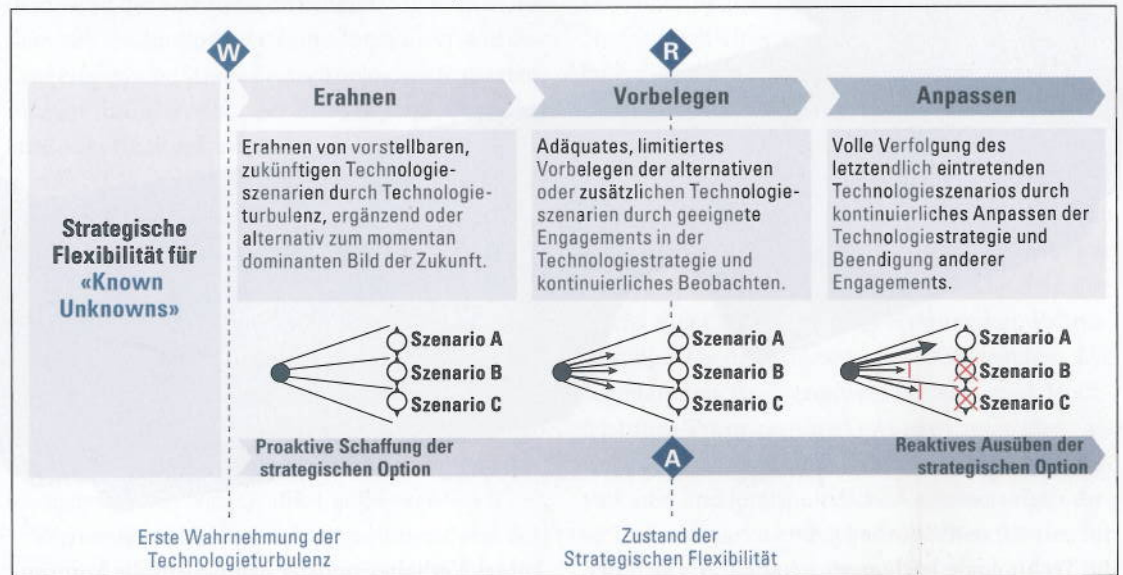 W
R
Erahnen
Vorbelegen
Anpassen
Strategische
Flexibilität für
«Known
Unknowns»
Erahnen von vorstellbaren,
zukünftigen Technologie-
szenarien durch Technologie-
turbulenz, ergänzend oder
alternativ zum momentan
dominanten Bild der Zukunft.
Adäquates, limitiertes
Vorbelegen der alternativen
oder zusätzlichen Technologie-
szenarien durch geeignete
Engagements in der
Technologiestrategie und
kontinuierliches Beobachten.
Volle Verfolgung des
letztendlich eintretenden
Technologieszenarios durch
kontinuierliches Anpassen der
Technologiestrategie und
Beendigung anderer
Engagements.
Szenario A
Szenario B
Szenario C
Szenario A
Szenario B
Szenario C
Szenario A
Szenario B
Szenario C
Proaktive Schaffung der
strategischen Option
A
Reaktives Ausüben der
strategischen Option
Erste Wahrnehmung der
Technologieturbulenz
Zustand der
Strategischen Flexibilität